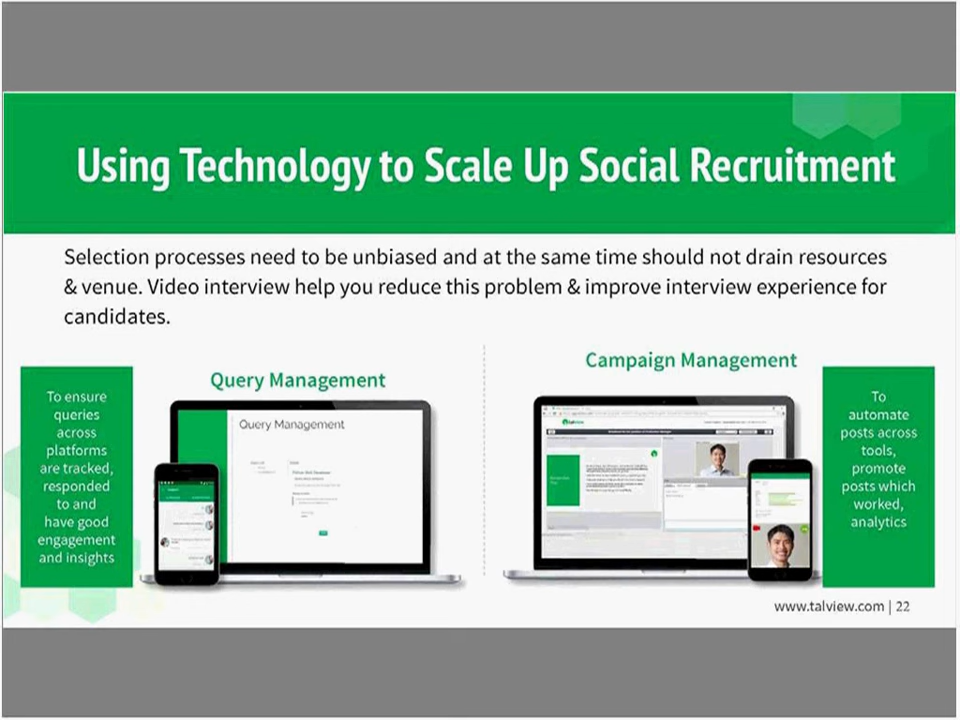 Using Technology to Scale Up Social Recruitment
Selection processes need to be unbiased and at the same time should not drain resources
& venue. Video interview help you reduce this problem & improve interview experience for
candidates.
Query Management
Campaign Management
To ensure
queries
across
platforms
are tracked,
responded
to and
have good
engagement
and insights
Query Management
talview
To
automate
posts across
tools,
promote
posts which
worked,
analytics
www.talview.com | 22